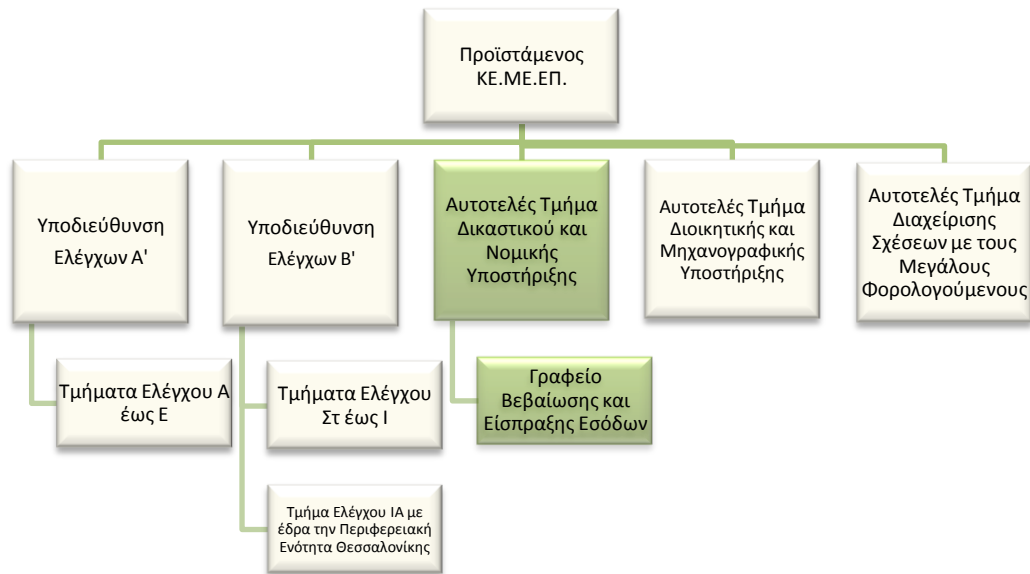 Προϊστάμενος
ΚΕ.ΜΕ.ΕΠ.
Υποδιεύθυνση
Ελέγχων Α'
Υποδιεύθυνση
Ελέγχων Β'
Αυτοτελές Τμήμα
Δικαστικού και
Νομικής
Υποστήριξης
Αυτοτελές Τμήμα
Διοικητικής και
Μηχανογραφικής
Υποστήριξης
Αυτοτελές Τμήμα
Διαχείρισης
Σχέσεων με τους
Μεγάλους
Φορολογούμενους
Τμήματα Ελέγχου Α
έως Ε
Τμήματα Ελέγχου
Στ έως Ι
Γραφείο
Βεβαίωσης και
Είσπραξης Εσόδων
Τμήμα Ελέγχου ΙΑ με
έδρα την Περιφερειακή
Ενότητα Θεσσαλονίκης